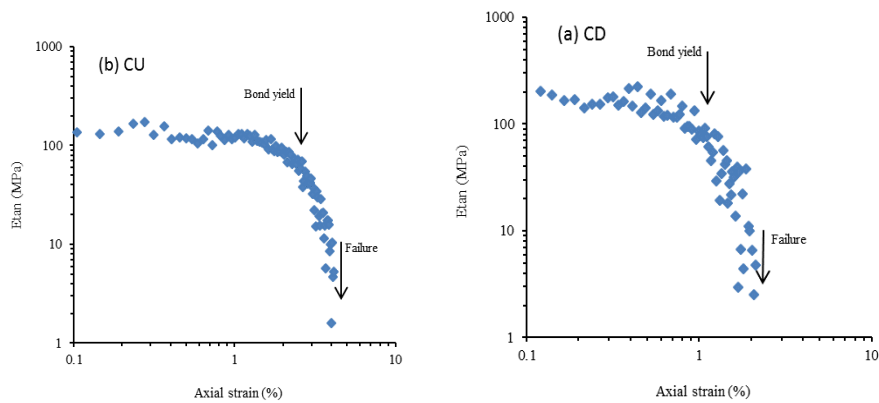 (b) CU
1000
100
10
1
0.1
1
10
Etan (MPa)
Axial strain (%)
Bond yield
Failure
(a) CD
1000
100
10
1
0.1
1
10
Etan (MPa)
Axial strain (%)
Bond yield
Failure